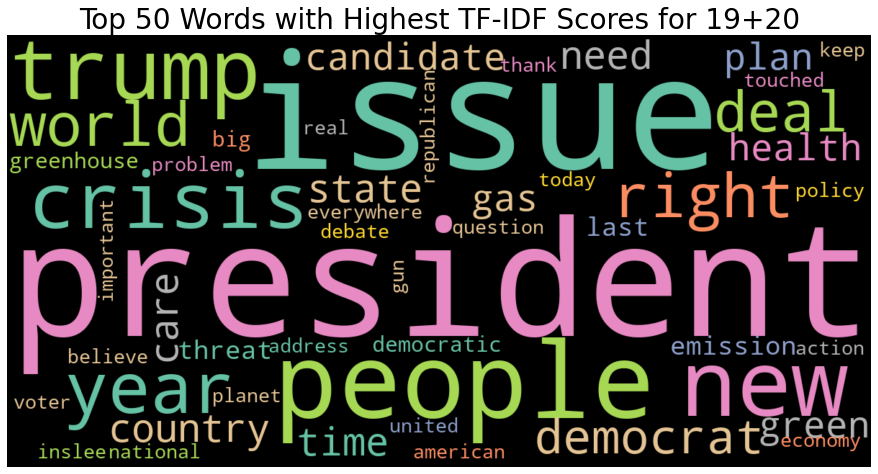 Top 50 Words with Highest TF-IDF Scores for 19+20
trump
issue
candidate
thank
need
plan
keep
touched
world
big
real
republican
deal
health
greenhouse
problem
crisis
state
everywhere
debate
gas
question
today
right
policy
last
important
president
care
gun
believe
threat
address
democratic
emission
action
voter
year
planet
people
new
country
time
united
democrat
green
inslee
national
american
economy